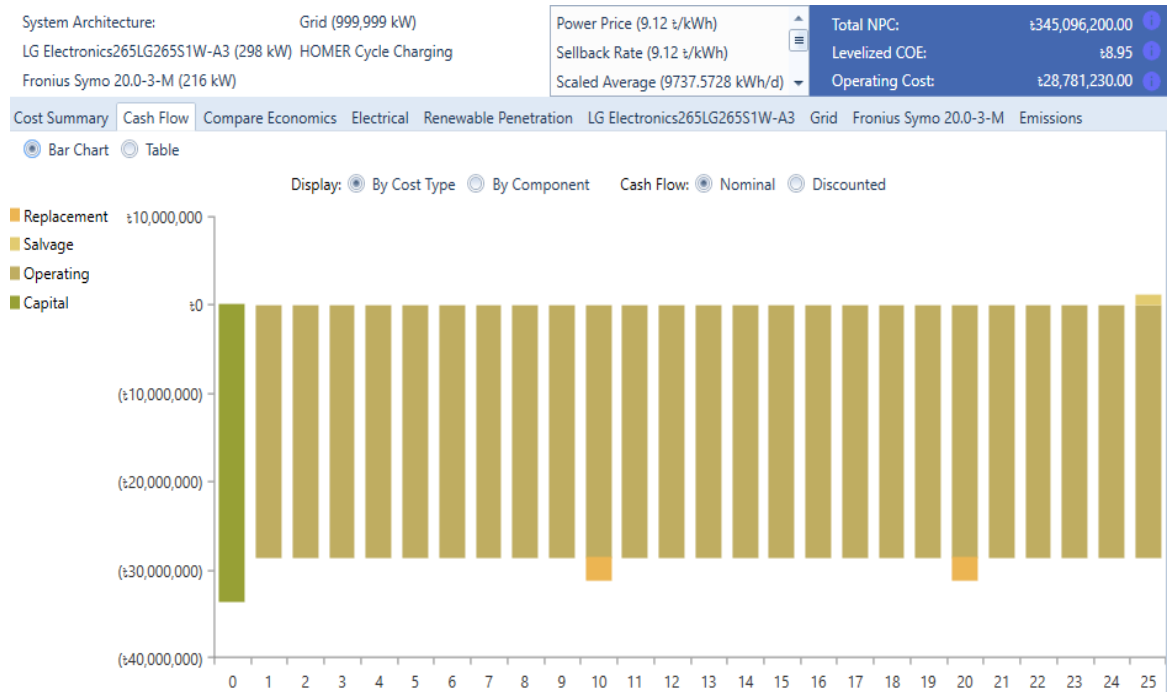 System Architecture: Grid (999,999 kW)
LG Electronics265LG265S1W-A3 (298 kW) HOMER Cycle Charging
Fronius Symo 20.0-3-M (216 kW)
Power Price (9.12 ৳/kWh)
Sellback Rate (9.12 ৳/kWh)
Scaled Average (9737.5728 kWh/d)
Total NPC: ৳345,096,200.00
Levelized COE: ৳8.95
Operating Cost: ৳28,781,230.00
Cost Summary Cash Flow Compare Economics Electrical Renewable Penetration LG Electronics265LG265S1W-A3 Grid Fronius Symo 20.0-3-M Emissions
Bar Chart Table
Display: By Cost Type By Component Cash Flow: Nominal Discounted
Replacement
Salvage
Operating
Capital
৳10,000,000
৳0
(৳10,000,000)
(৳20,000,000)
(৳30,000,000)
(৳40,000,000)
0 1 2 3 4 5 6 7 8 9 10 11 12 13 14 15 16 17 18 19 20 21 22 23 24 25